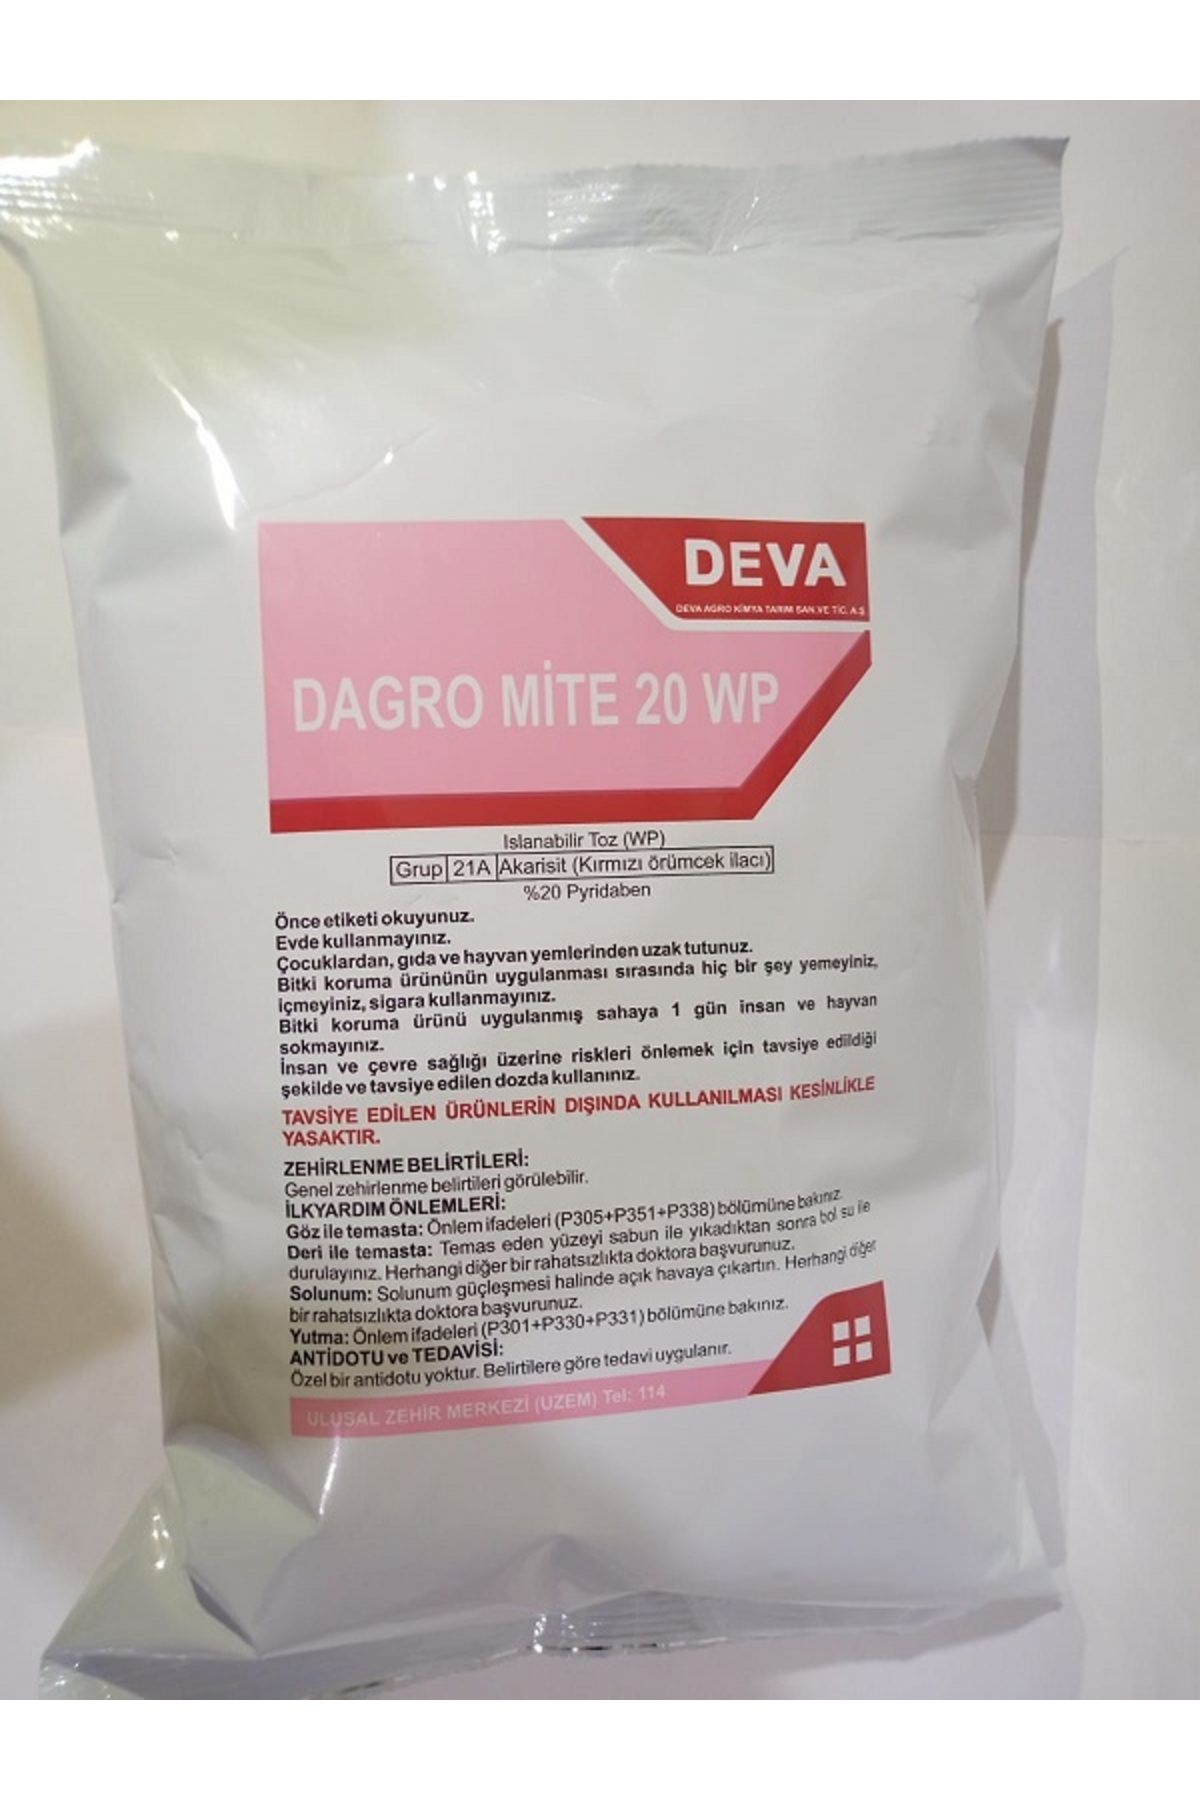 DEVA
DEVA AGRO KİMYA TARIM SAN.VE TİC. A.Ş
DAGRO MİTE 20 WP
Islanabilir Toz (WP)
Grup 21A Akarisit (Kırmızı örümcek ilacı)
%20 Pyridaben
Önce etiketi okuyunuz.
Evde kullanmayınız.
Çocuklardan, gıda ve hayvan yemlerinden uzak tutunuz.
Bitki koruma ürününün uygulanması sırasında hiç bir şey yemeyiniz,
içmeyiniz, sigara kullanmayınız.
Bitki koruma ürünü uygulanmış sahaya 1 gün insan ve hayvan
sokmayınız.
İnsan ve çevre sağlığı üzerine riskleri önlemek için tavsiye edildiği
şekilde ve tavsiye edilen dozda kullanınız.
TAVSİYE EDİLEN ÜRÜNLERİN DIŞINDA KULLANILMASI KESİNLİKLE
YASAKTIR.
ZEHİRLENME BELİRTİLERİ:
Genel zehirlenme belirtileri görülebilir.
İLKYARDIM ÖNLEMLERİ:
Göz ile temasta: Önlem ifadeleri (P305+P351+P338) bölümüne bakınız.
Deri ile temasta: Temas eden yüzeyi sabun ile yıkadıktan sonra bol su ile
durulayınız. Herhangi diğer bir rahatsızlıkta doktora başvurunuz.
Solunum: Solunum güçleşmesi halinde açık havaya çıkartın. Herhangi diğer
bir rahatsızlıkta doktora başvurunuz.
Yutma: Önlem ifadeleri (P301+P330+P331) bölümüne bakınız.
ANTİDOTU ve TEDAVİSİ:
Özel bir antidotu yoktur. Belirtilere göre tedavi uygulanır.
ULUSAL ZEHİR MERKEZİ (UZEM) Tel: 114